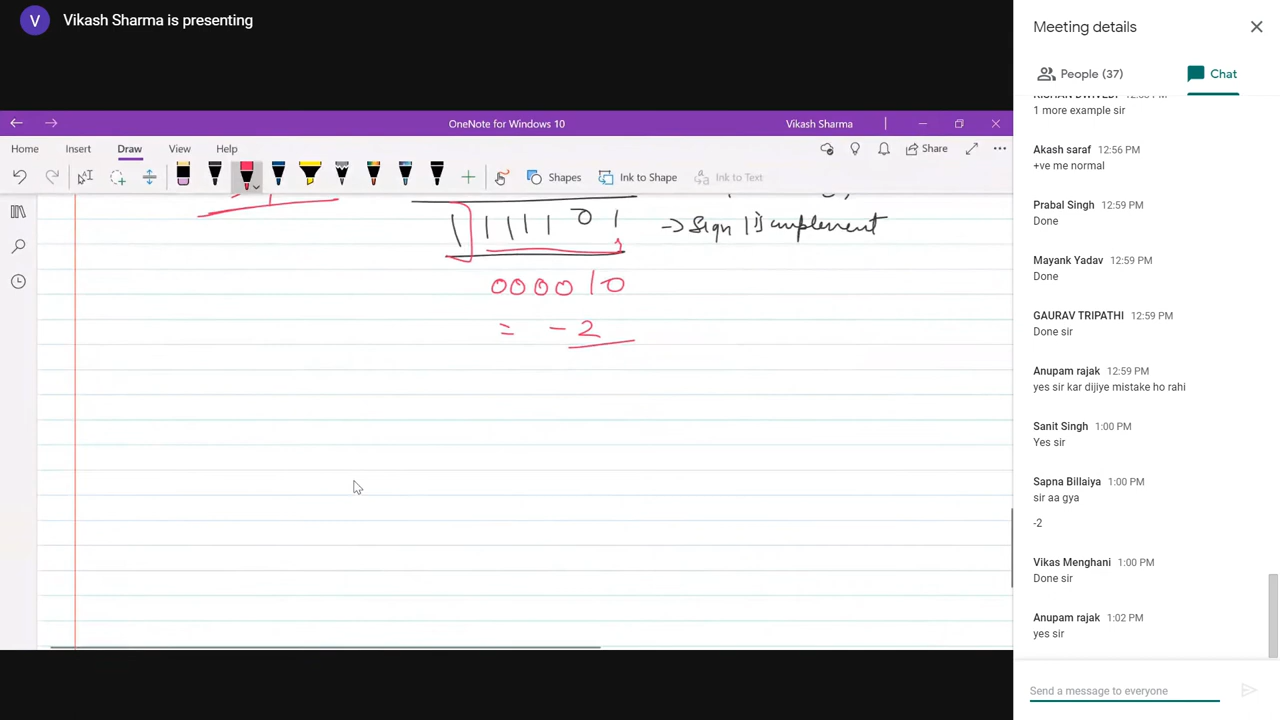 V Vikash Sharma is presenting
OneNote for Windows 10
Vikash Sharma
Home Insert Draw View Help
Share
Shapes
Ink to Shape
Ink to Text
1 1 1 1 1 0 1 -> Sign 1's complement
0 0 0 0 1 0
= -2
Meeting details
People (37)
Chat
1 more example sir
Akash saraf 12:56 PM
+ve me normal
Prabal Singh 12:59 PM
Done
Mayank Yadav 12:59 PM
Done
GAURAV TRIPATHI 12:59 PM
Done sir
Anupam rajak 12:59 PM
yes sir kar dijiye mistake ho rahi
Sanit Singh 1:00 PM
Yes sir
Sapna Billaiya 1:00 PM
sir aa gya
-2
Vikas Menghani 1:00 PM
Done sir
Anupam rajak 1:02 PM
yes sir
Send a message to everyone